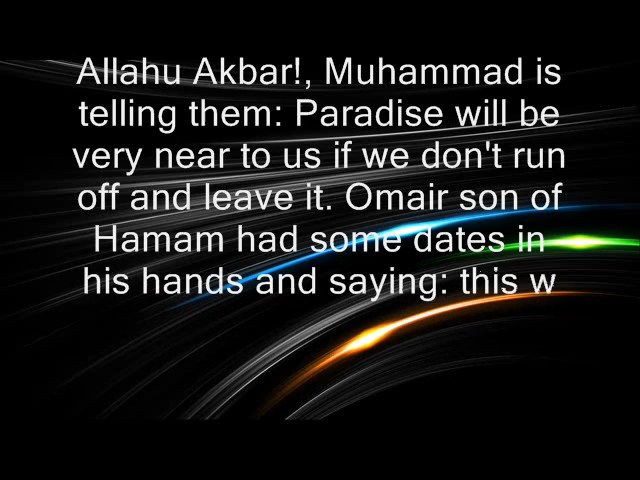 Allahu Akbar!, Muhammad is
telling them: Paradise will be
very near to us if we don't run
off and leave it. Omair son of
Hamam had some dates in
his hands and saying: this w